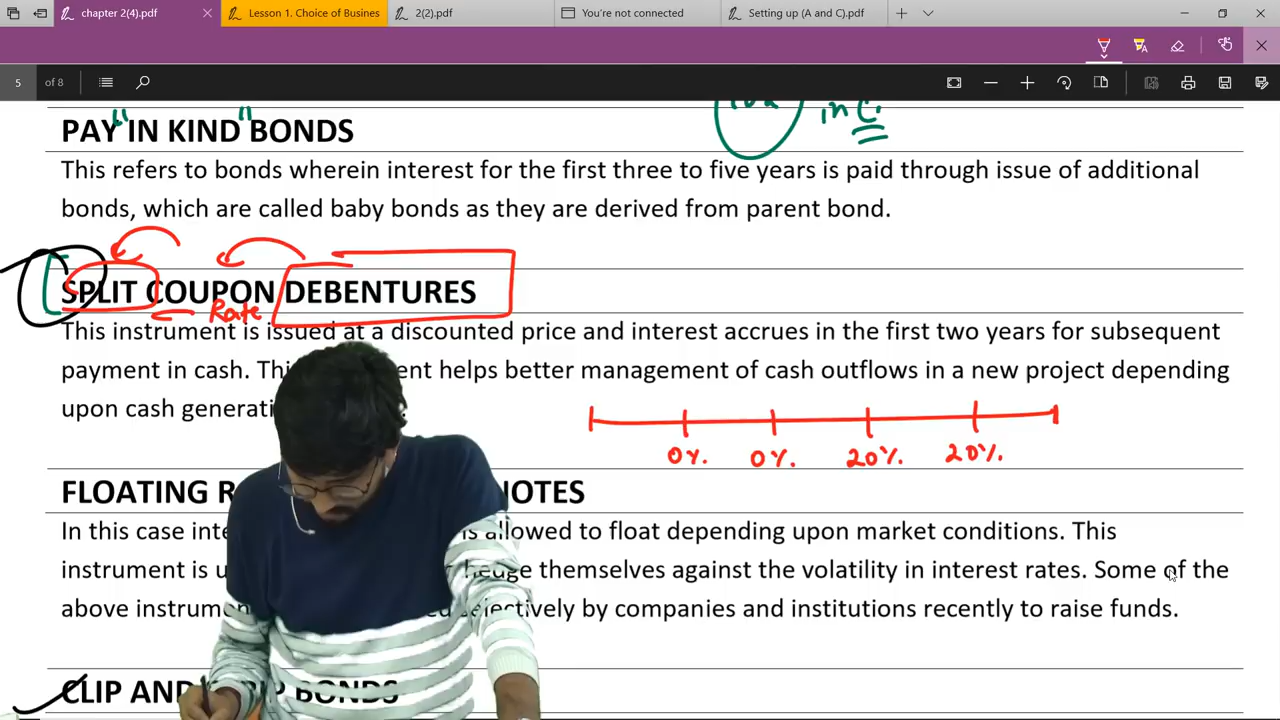 chapter 2(4).pdf
Lesson 1. Choice of Busines
2(2).pdf
You're not connected
Setting up (A and C).pdf
5 of 8
in C.
PAY "IN KIND" BONDS
This refers to bonds wherein interest for the first three to five years is paid through issue of additional
bonds, which are called baby bonds as they are derived from parent bond.
SPLIT COUPON DEBENTURES
Rate
This instrument is issued at a discounted price and interest accrues in the first two years for subsequent
payment in cash. helps better management of cash outflows in a new project depending
upon cash
0%. 0%. 20%. 20%.
FLOATING
In this case is allowed to float depending upon market conditions. This
instrument is hedge themselves against the volatility in interest rates. Some of the
above selectively by companies and institutions recently to raise funds.
CLIP AND BONDS